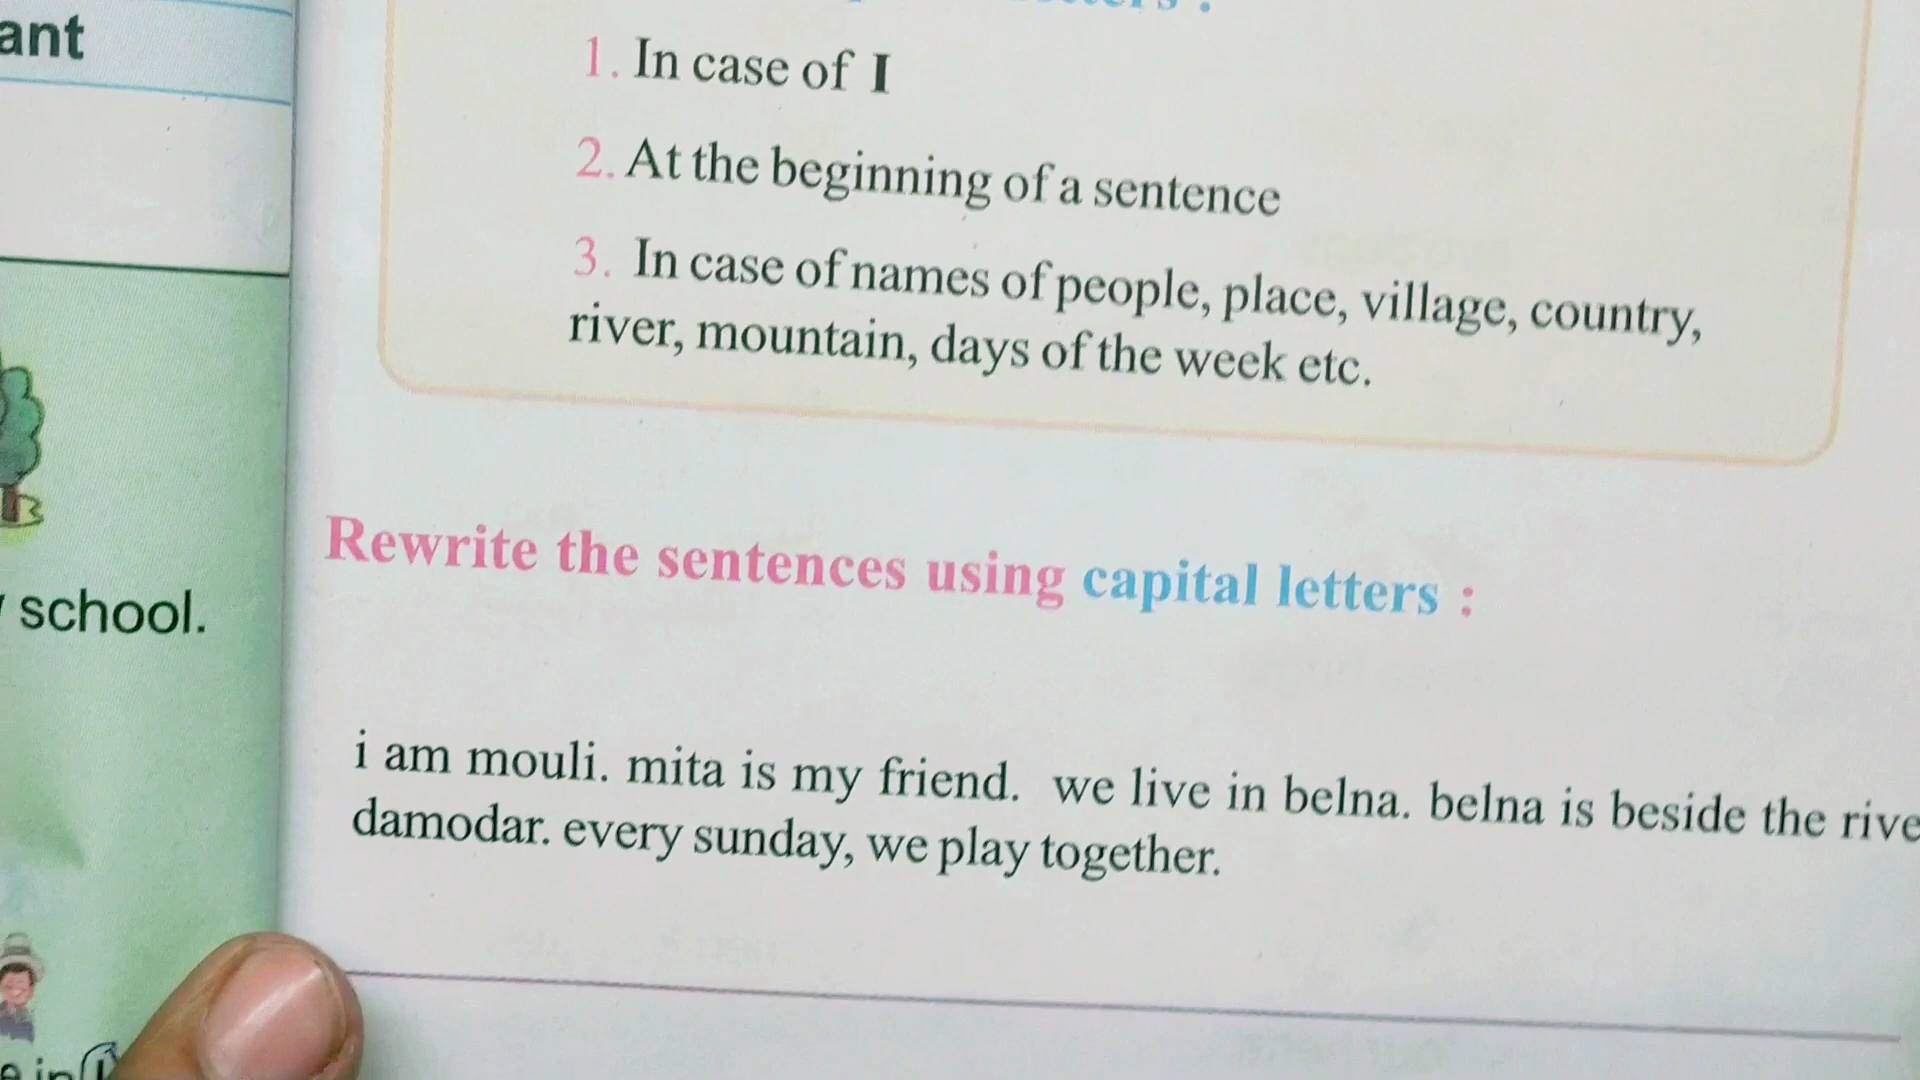 ant
school.
1. In case of I
2. At the beginning of a sentence
3. In case of names of people, place, village, country,
river, mountain, days of the week etc.
Rewrite the sentences using capital letters :
i am mouli. mita is my friend. we live in belna. belna is beside the rive
damodar. every sunday, we play together.